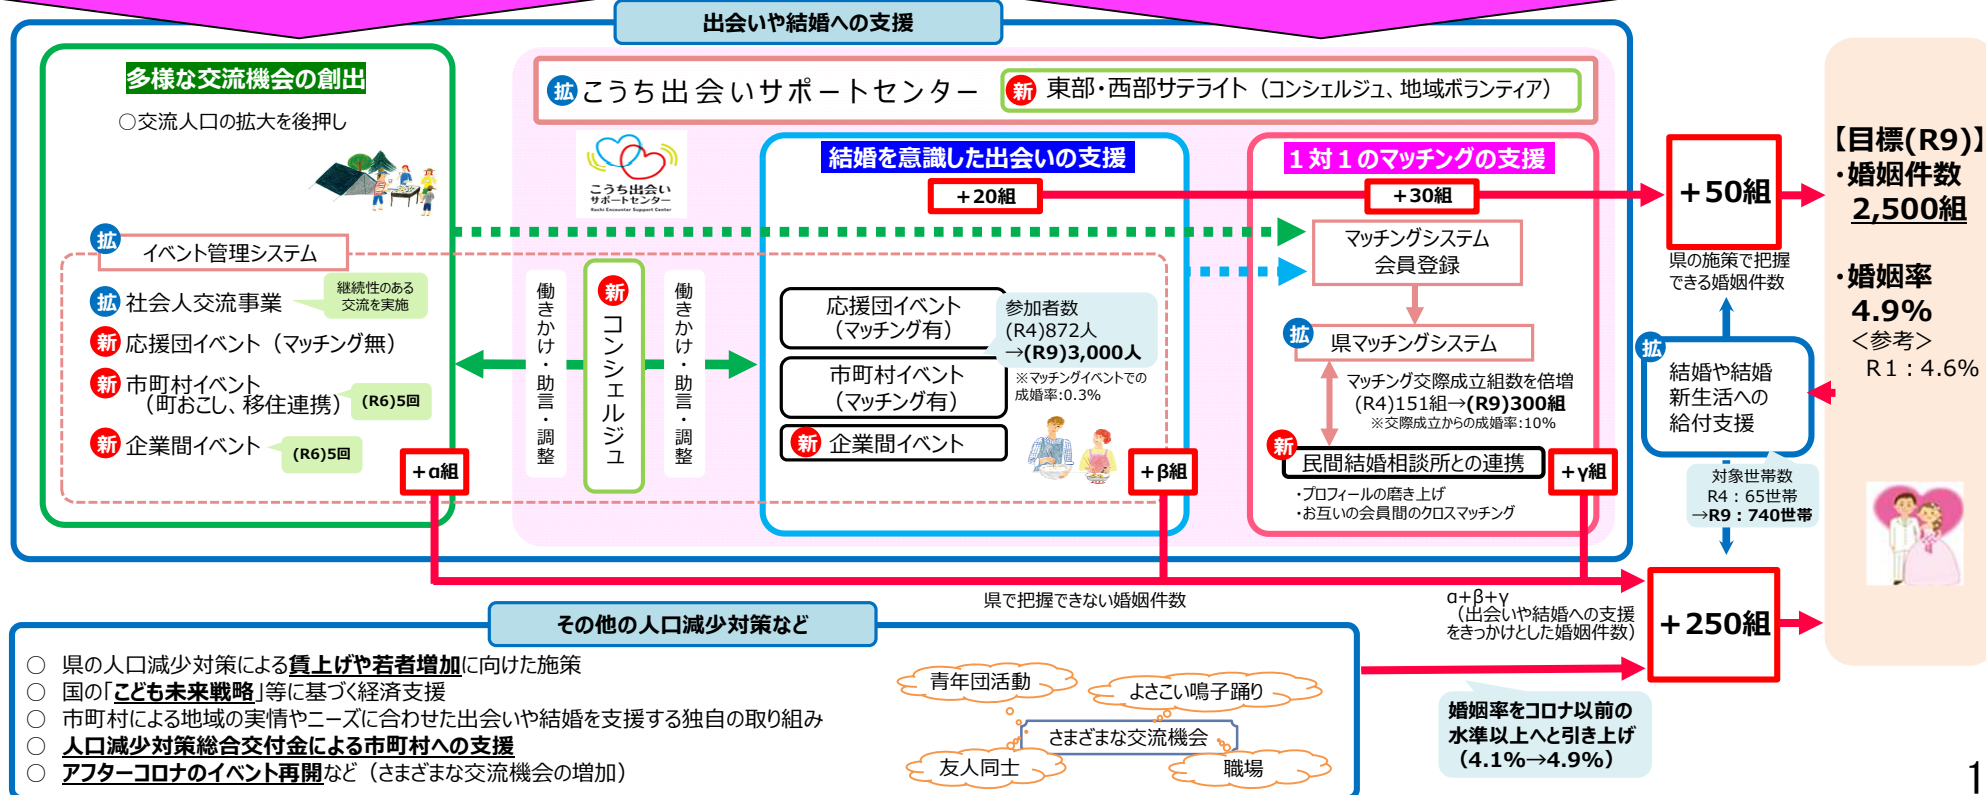 出会いや結婚への支援
多様な交流機会の創出
○交流人口の拡大を後押し
拡 イベント管理システム
拡 社会人交流事業
継続性のある
交流を実施
新 応援団イベント（マッチング無）
新 市町村イベント
（町おこし、移住連携）
(R6)5回
新 企業間イベント
(R6)5回
+α組
拡 こうち出会いサポートセンター
新 東部・西部サテライト（コンシェルジュ、地域ボランティア）
こうち出会い
サポートセンター
Kochi Encounter Support Center
働きかけ・助言・調整
新 コンシェルジュ
働きかけ・助言・調整
結婚を意識した出会いの支援
+20組
応援団イベント
（マッチング有）
市町村イベント
（マッチング有）
新 企業間イベント
参加者数
(R4)872人
→(R9)3,000人
※マッチングイベントでの
成婚率:0.3%
+β組
１対１のマッチングの支援
+30組
マッチングシステム
会員登録
拡 県マッチングシステム
マッチング交際成立組数を倍増
(R4)151組→(R9)300組
※交際成立からの成婚率:10%
新 民間結婚相談所との連携
・プロフィールの磨き上げ
・お互いの会員間のクロスマッチング
+γ組
+50組
県の施策で把握
できる婚姻件数
拡
結婚や結婚
新生活への
給付支援
対象世帯数
R4：65世帯
→R9：740世帯
【目標(R9)】
・婚姻件数
2,500組
・婚姻率
4.9%
＜参考＞
R1：4.6%
県で把握できない婚姻件数
α+β+γ
（出会いや結婚への支援
をきっかけとした婚姻件数）
+250組
その他の人口減少対策など
○ 県の人口減少対策による賃上げや若者増加に向けた施策
○ 国の「こども未来戦略」等に基づく経済支援
○ 市町村による地域の実情やニーズに合わせた出会いや結婚を支援する独自の取り組み
○ 人口減少対策総合交付金による市町村への支援
○ アフターコロナのイベント再開など（さまざまな交流機会の増加）
青年団活動
よさこい鳴子踊り
さまざまな交流機会
友人同士
職場
婚姻率をコロナ以前の
水準以上へと引き上げ
（4.1%→4.9%）
1